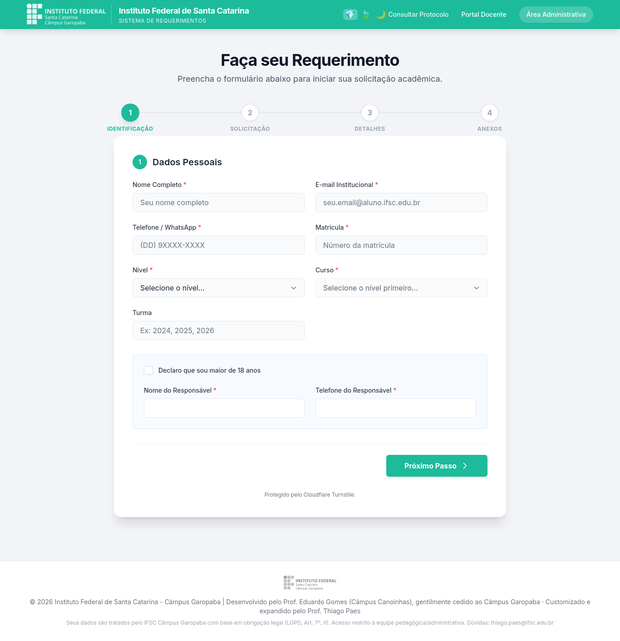 INSTITUTO FEDERAL
Santa Catarina
Câmpus Garopaba
Instituto Federal de Santa Catarina
SISTEMA DE REQUERIMENTOS
Consultar Protocolo
Portal Docente
Área Administrativa
Faça seu Requerimento
Preencha o formulário abaixo para iniciar sua solicitação acadêmica.
1 2 3 4
IDENTIFICAÇÃO SOLICITAÇÃO DETALHES ANEXOS
1 Dados Pessoais
Nome Completo * E-mail Institucional *
Seu nome completo seu.email@aluno.ifsc.edu.br
Telefone / WhatsApp * Matrícula *
(DD) 9XXXX-XXXX Número da matrícula
Nível * Curso *
Selecione o nível... Selecione o nível primeiro...
Turma
Ex: 2024, 2025, 2026
Declaro que sou maior de 18 anos
Nome do Responsável * Telefone do Responsável *
Próximo Passo
Protegido pelo Cloudflare Turnstile.
INSTITUTO FEDERAL
Santa Catarina
Câmpus Garopaba
© 2026 Instituto Federal de Santa Catarina - Câmpus Garopaba | Desenvolvido pelo Prof. Eduardo Gomes (Câmpus Canoinhas), gentilmente cedido ao Câmpus Garopaba · Customizado e
expandido pelo Prof. Thiago Paes
Seus dados são tratados pelo IFSC Câmpus Garopaba com base em obrigação legal (LGPD, Art. 7º, II). Acesso restrito à equipe pedagógica/administrativa. Dúvidas: thiago.paes@ifsc.edu.br